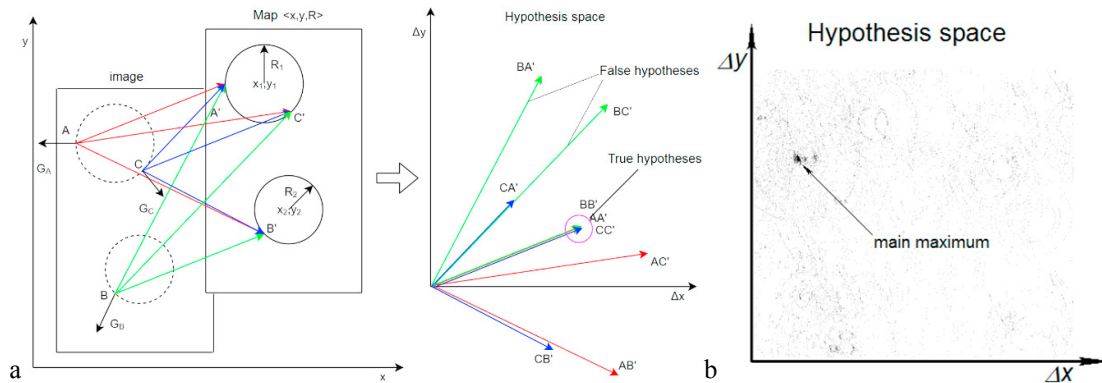 Map <x,y,R>
y
image
R1
x1;y1
A
A'
C'
GA
C
GC
R2
x2;y2
B'
B
GB
x
a
Hypothesis space
Δy
BA'
False hypotheses
BC'
True hypotheses
CA'
BB'
AA'
CC'
AC'
Δx
CB'
AB'
b
Hypothesis space
Δy
main maximum
Δx